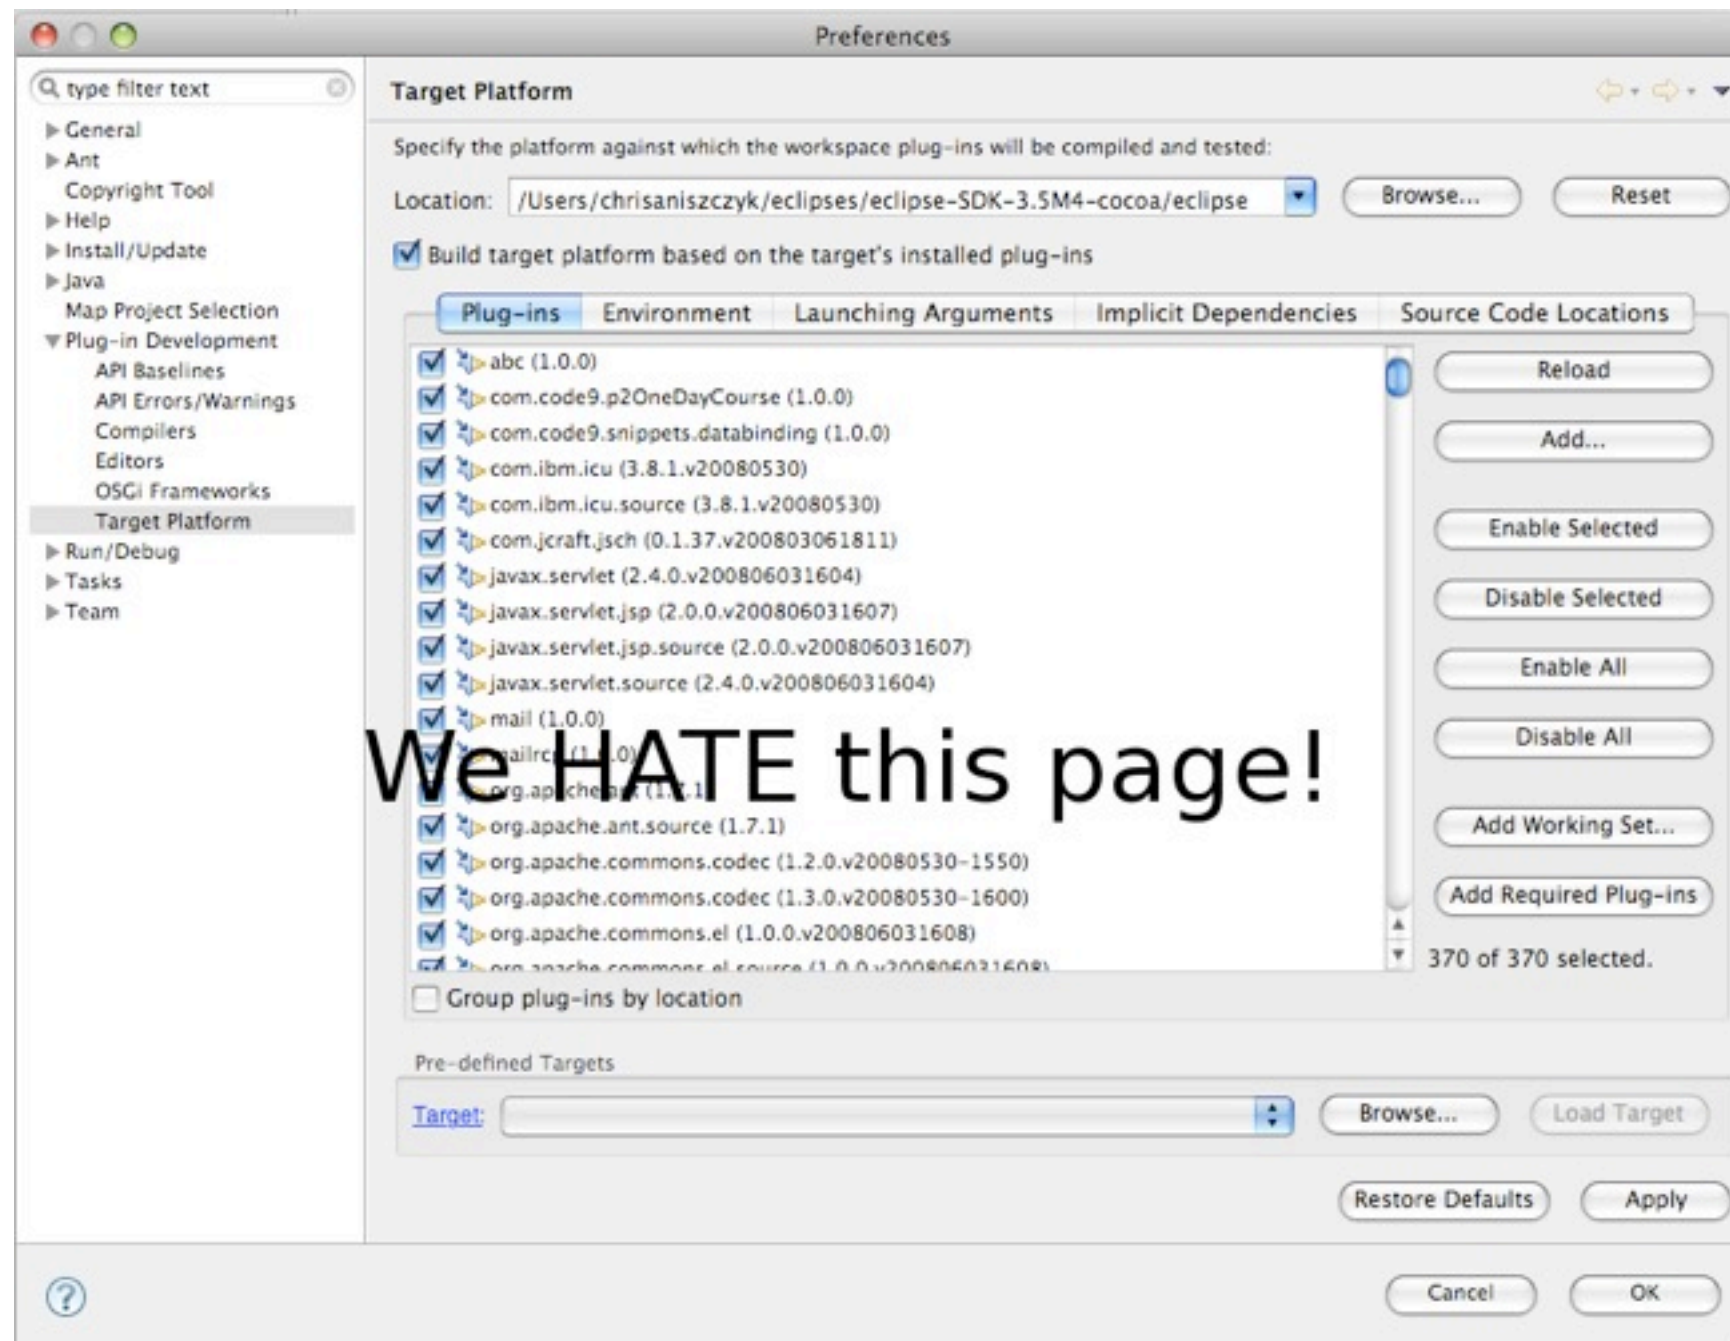 Preferences
type filter text
General
Ant
Copyright Tool
Help
Install/Update
Java
Map Project Selection
Plug-in Development
API Baselines
API Errors/Warnings
Compilers
Editors
OSGi Frameworks
Target Platform
Run/Debug
Tasks
Team
Target Platform
Specify the platform against which the workspace plug-ins will be compiled and tested:
Location: /Users/chrisaniszczyk/eclipses/eclipse-SDK-3.5M4-cocoa/eclipse Browse... Reset
Build target platform based on the target's installed plug-ins
Plug-ins Environment Launching Arguments Implicit Dependencies Source Code Locations
abc (1.0.0)
com.code9.p2OneDayCourse (1.0.0)
com.code9.snippets.databinding (1.0.0)
com.ibm.icu (3.8.1.v20080530)
com.ibm.icu.source (3.8.1.v20080530)
com.jcraft.jsch (0.1.37.v200803061811)
javax.servlet (2.4.0.v200806031604)
javax.servlet.jsp (2.0.0.v200806031607)
javax.servlet.jsp.source (2.0.0.v200806031607)
javax.servlet.source (2.4.0.v200806031604)
mail (1.0.0)
We HATE this page!
org.apache.ant.source (1.7.1)
org.apache.commons.codec (1.2.0.v20080530-1550)
org.apache.commons.codec (1.3.0.v20080530-1600)
org.apache.commons.el (1.0.0.v200806031608)
org.apache.commons.el.source (1.0.0.v200806031608)
Reload
Add...
Enable Selected
Disable Selected
Enable All
Disable All
Add Working Set...
Add Required Plug-ins
370 of 370 selected.
Group plug-ins by location
Pre-defined Targets
Target: Browse... Load Target
Restore Defaults Apply
? Cancel OK